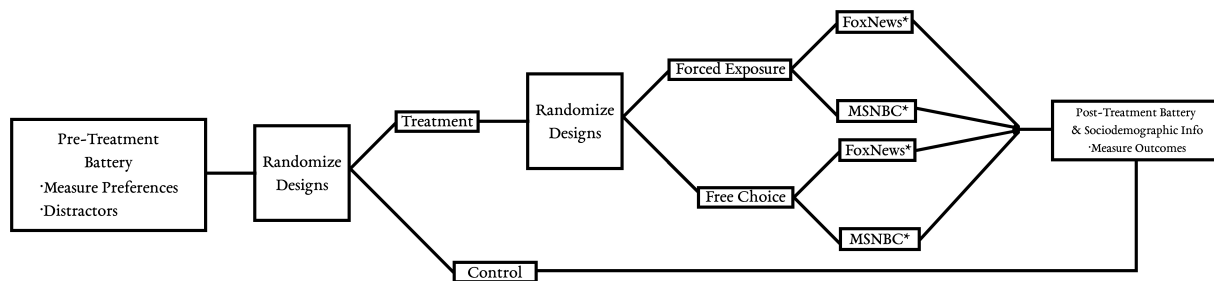 Pre-Treatment
Battery
·Measure Preferences
·Distractors
Randomize
Designs
Treatment
Control
Randomize
Designs
Forced Exposure
Free Choice
FoxNews*
MSNBC*
FoxNews*
MSNBC*
Post-Treatment Battery
& Sociodemographic Info
·Measure Outcomes